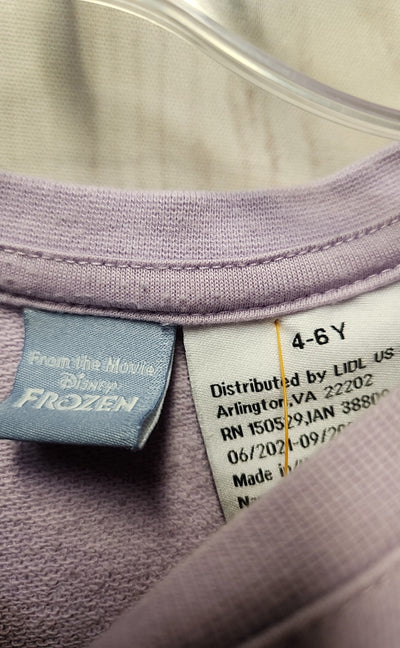 From the Movie
Disney
FROZEN
4-6 Y
Distributed by LIDL US
Arlington, VA 22202
RN 150529, IAN 3880
06/2021-09/20
Made in